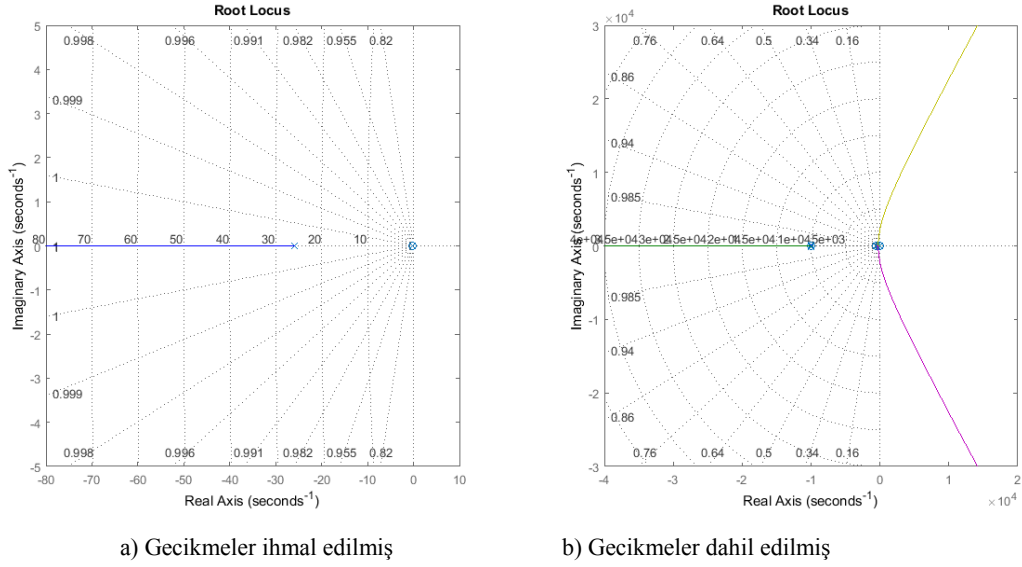 Root Locus
0.998 0.996 0.991 0.982 0.955 0.82
0.999
1
80 1 70 60 50 40 30 20 10
1
0.999
0.998 0.996 0.991 0.982 0.955 0.82
5
4
3
2
1
0
-1
-2
-3
-4
-5
-80 -70 -60 -50 -40 -30 -20 -10 0 10
Imaginary Axis (seconds⁻¹)
Real Axis (seconds⁻¹)
a) Gecikmeler ihmal edilmiş
Root Locus
×10⁴
0.76 0.64 0.5 0.34 0.16
0.86
0.94
0.985
0.985
0.94
0.86
0.76 0.64 0.5 0.34 0.16
3
2
1
0
-1
-2
-3
-4 -3 -2 -1 0 1 2
×10⁴
Imaginary Axis (seconds⁻¹)
Real Axis (seconds⁻¹)
b) Gecikmeler dahil edilmiş